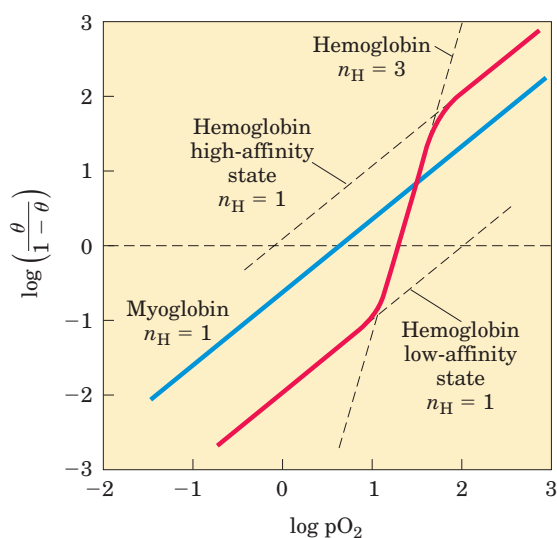 3
2
1
0
−1
−2
−3
log (θ / 1 − θ)
Hemoglobin
nH = 3
Hemoglobin
high-affinity
state
nH = 1
Myoglobin
nH = 1
Hemoglobin
low-affinity
state
nH = 1
−2 −1 0 1 2 3
log pO2